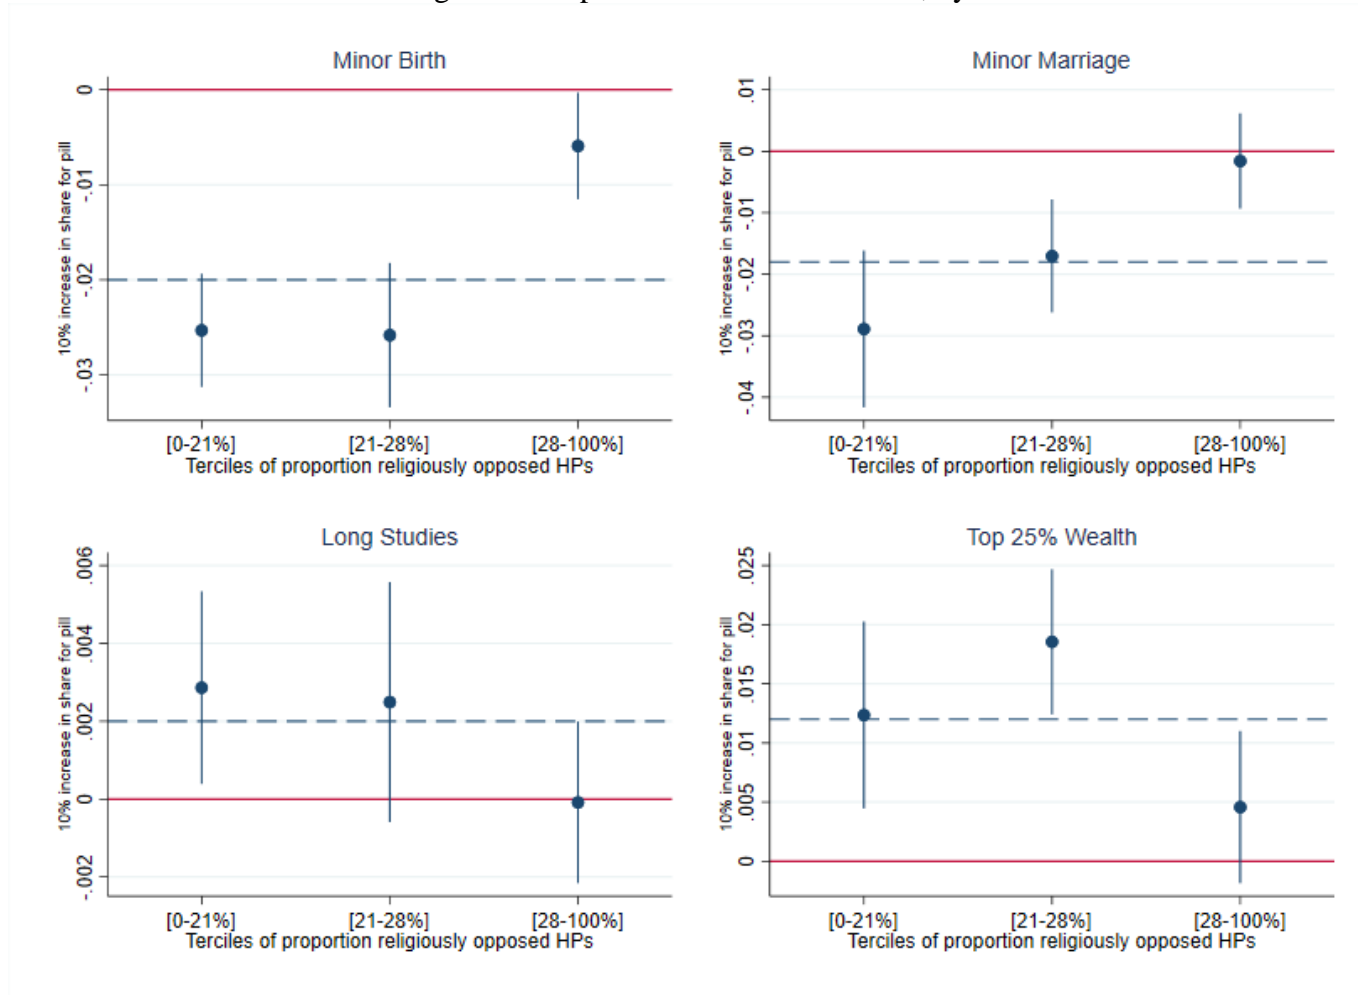 Minor Birth
10% increase in share for pill
0
-.01
-.02
-.03
[0-21%] [21-28%] [28-100%]
Terciles of proportion religiously opposed HPs
Minor Marriage
10% increase in share for pill
.01
0
-.01
-.02
-.03
-.04
[0-21%] [21-28%] [28-100%]
Terciles of proportion religiously opposed HPs
Long Studies
10% increase in share for pill
.006
.004
.002
0
-.002
[0-21%] [21-28%] [28-100%]
Terciles of proportion religiously opposed HPs
Top 25% Wealth
10% increase in share for pill
.025
.02
.015
.01
.005
0
[0-21%] [21-28%] [28-100%]
Terciles of proportion religiously opposed HPs